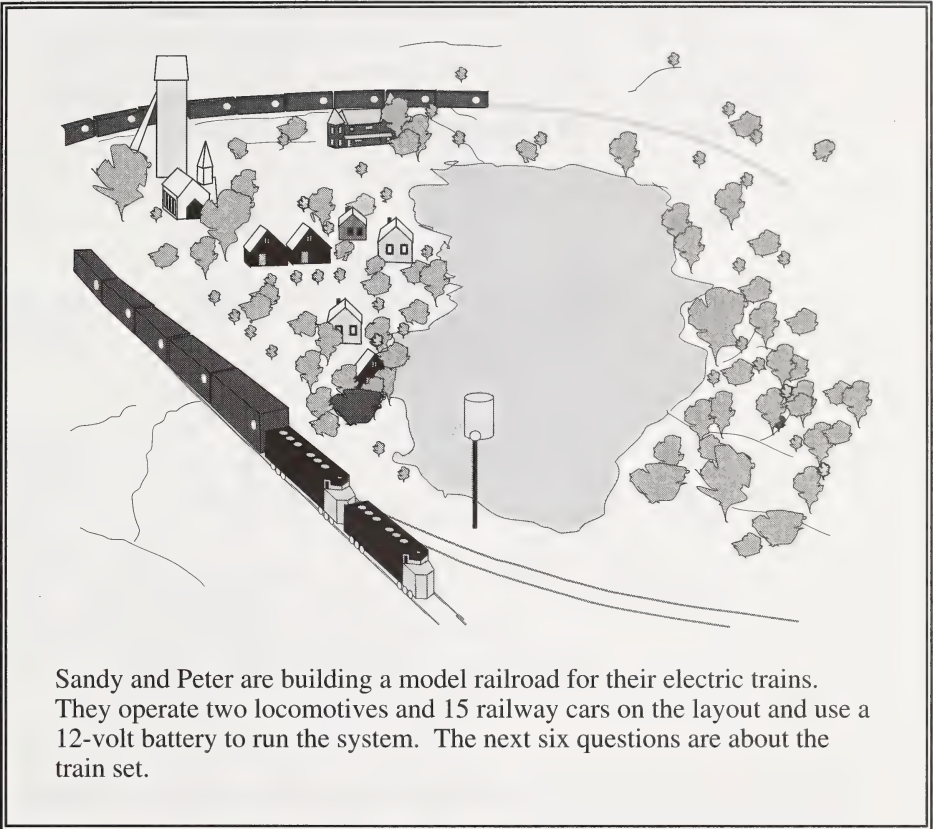 Sandy and Peter are building a model railroad for their electric trains.
They operate two locomotives and 15 railway cars on the layout and use a
12-volt battery to run the system.  The next six questions are about the
train set.